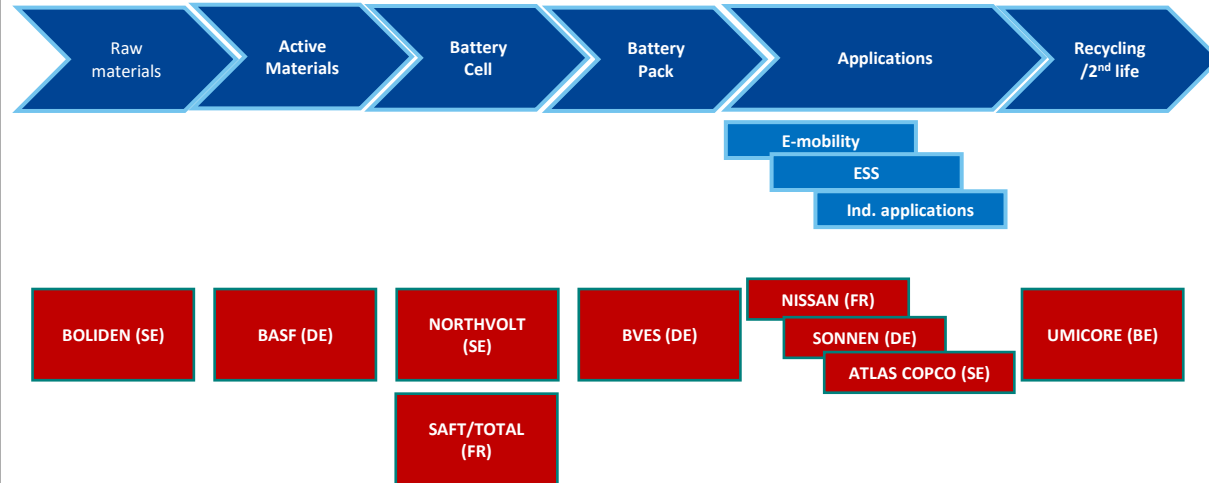 Raw
materials
Active
Materials
Battery
Cell
Battery
Pack
Applications
Recycling
/2nd life
E-mobility
ESS
Ind. applications
BOLIDEN (SE)
BASF (DE)
NORTHVOLT
(SE)
BVES (DE)
NISSAN (FR)
SONNEN (DE)
ATLAS COPCO (SE)
UMICORE (BE)
SAFT/TOTAL
(FR)